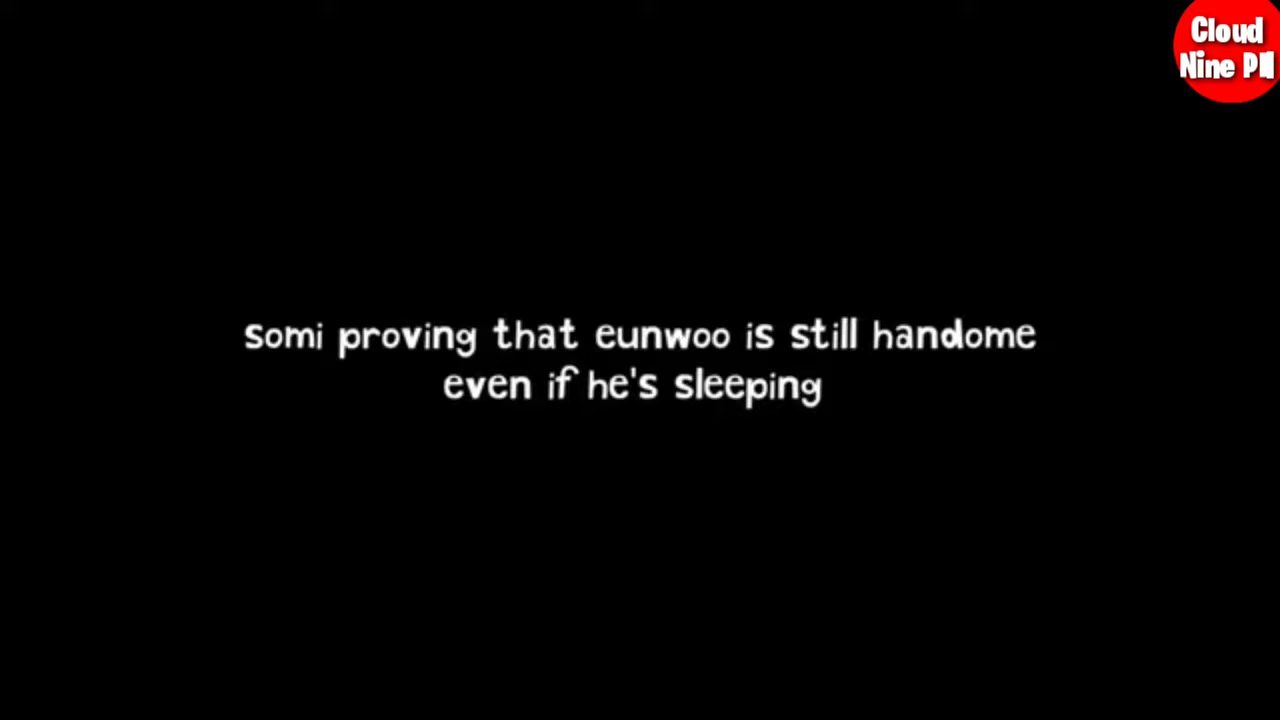 Cloud
Nine
somi proving that eunwoo is still handome
even if he's sleeping